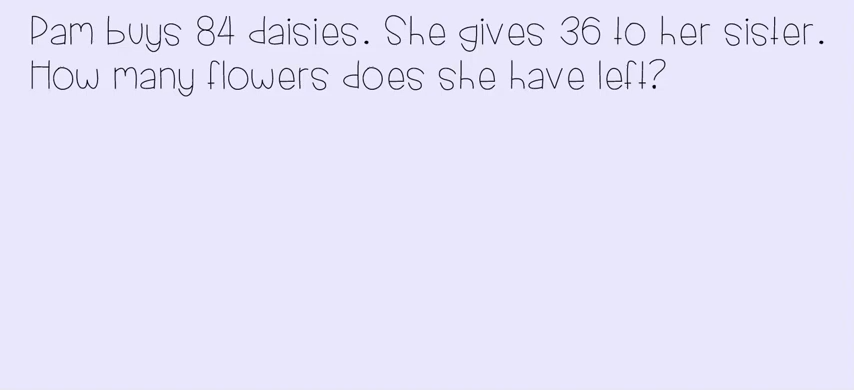 Pam buys 84 daisies. She gives 36 to her sister.
How many flowers does she have left?